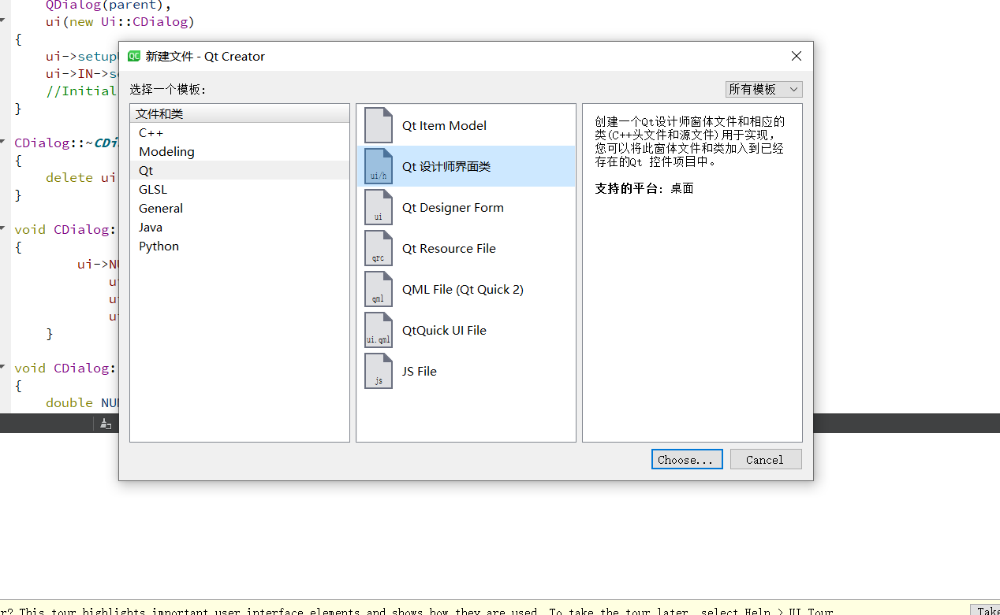 QDialog(parent),
ui(new Ui::CDialog)
{
ui->setupU
ui->IN->s
//Initial
}
CDialog::~CDi
{
delete ui
}
void CDialog:
{
ui->NU
u
ui
u
}
void CDialog:
{
double NUM
新建文件 - Qt Creator
选择一个模板:
所有模板
文件和类
C++
Modeling
Qt
GLSL
General
Java
Python
Qt Item Model
ui/h
Qt 设计师界面类
ui
Qt Designer Form
qrc
Qt Resource File
qml
QML File (Qt Quick 2)
ui.qml
QtQuick UI File
js
JS File
创建一个Qt设计师窗体文件和相应的
类(C++头文件和源文件)用于实现，
您可以将此窗体文件和类加入到已经
存在的Qt 控件项目中。
支持的平台: 桌面
Choose...
Cancel
r? This tour highlights important user interface elements and shows how they are used. To take the tour later, select Help > UI Tour.
Take